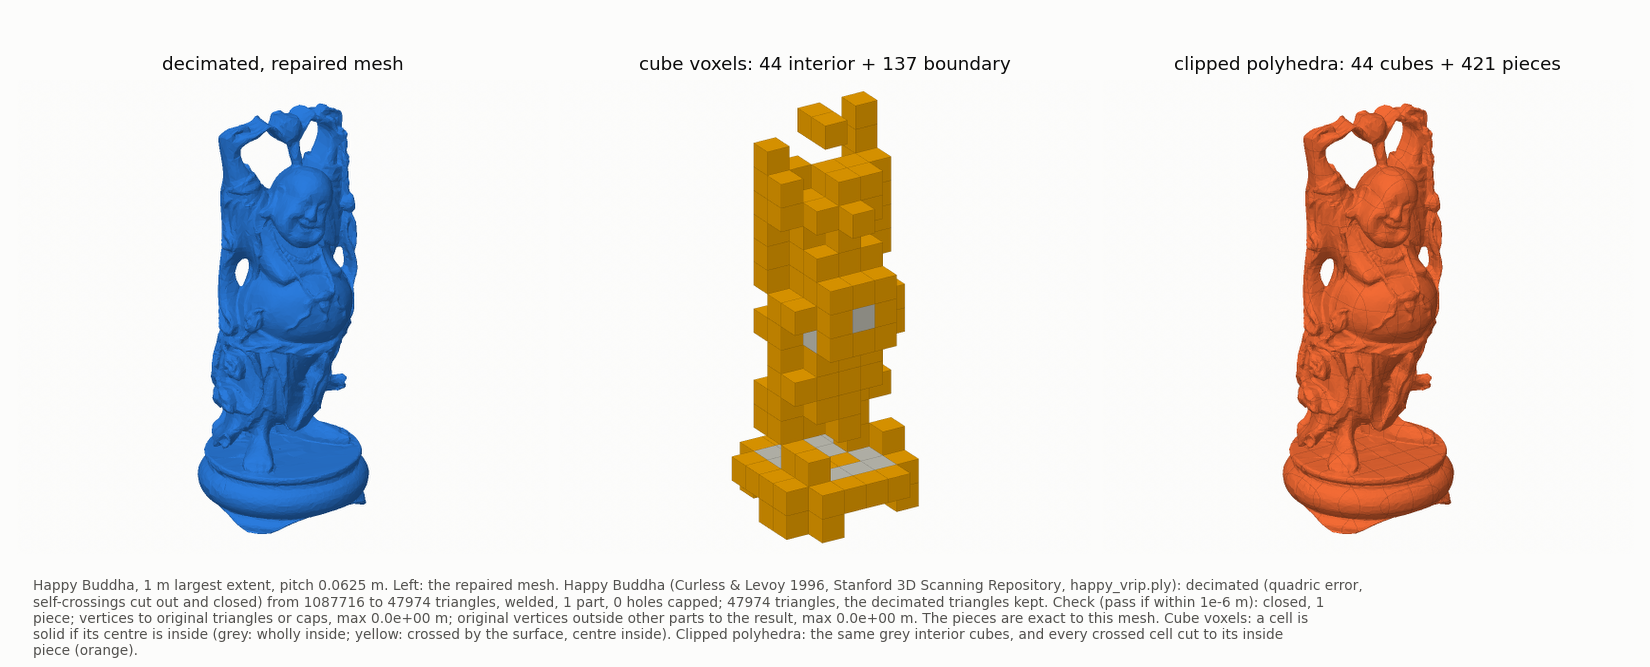 decimated, repaired mesh
cube voxels: 44 interior + 137 boundary
clipped polyhedra: 44 cubes + 421 pieces
Happy Buddha, 1 m largest extent, pitch 0.0625 m. Left: the repaired mesh. Happy Buddha (Curless & Levoy 1996, Stanford 3D Scanning Repository, happy_vrip.ply): decimated (quadric error,
self-crossings cut out and closed) from 1087716 to 47974 triangles, welded, 1 part, 0 holes capped; 47974 triangles, the decimated triangles kept. Check (pass if within 1e-6 m): closed, 1
piece; vertices to original triangles or caps, max 0.0e+00 m; original vertices outside other parts to the result, max 0.0e+00 m. The pieces are exact to this mesh. Cube voxels: a cell is
solid if its centre is inside (grey: wholly inside; yellow: crossed by the surface, centre inside). Clipped polyhedra: the same grey interior cubes, and every crossed cell cut to its inside
piece (orange).